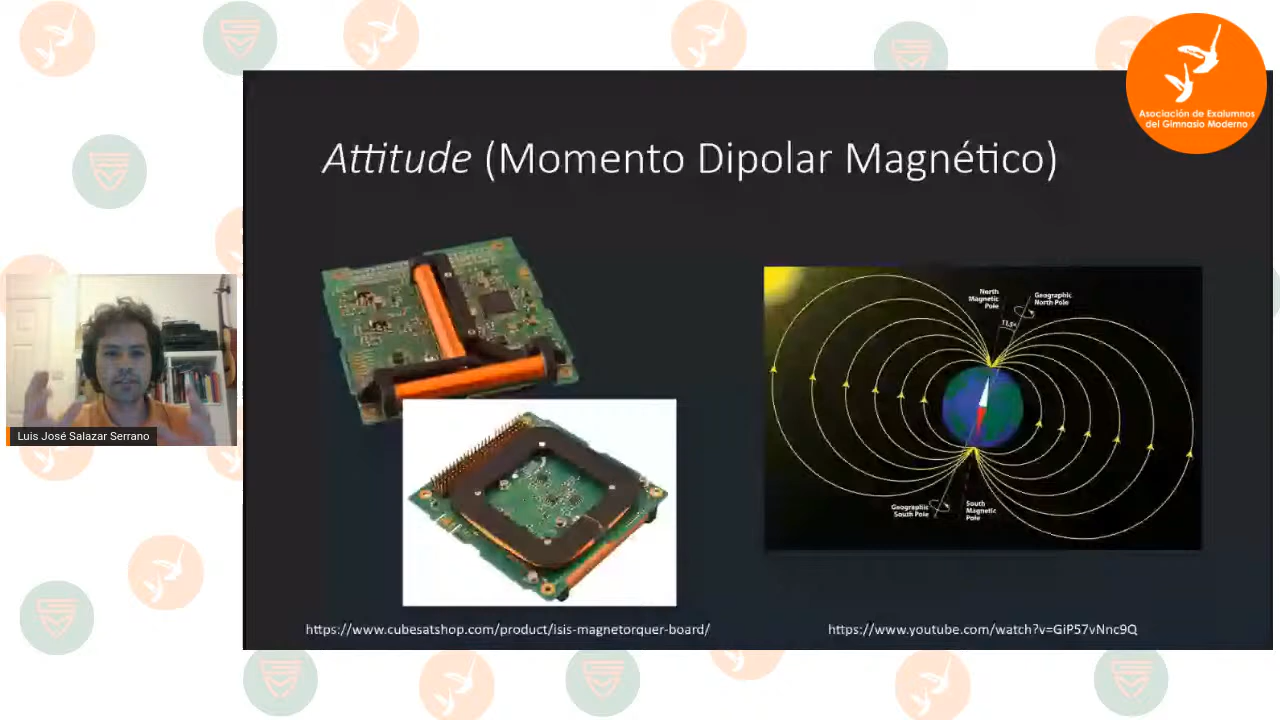 Asociación de Exalumnos
del Gimnasio Moderno
Attitude (Momento Dipolar Magnético)
North
Magnetic
Pole
Geographic
North Pole
11.5°
Luis José Salazar Serrano
Geographic
South Pole
South
Magnetic
Pole
https://www.cubesatshop.com/product/isis-magnetorquer-board/
https://www.youtube.com/watch?v=GiP57vNnc9Q